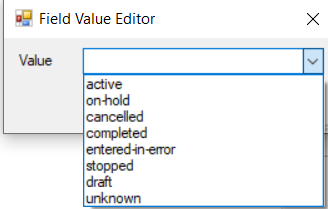 Field Value Editor
Value
active
on-hold
cancelled
completed
entered-in-error
stopped
draft
unknown